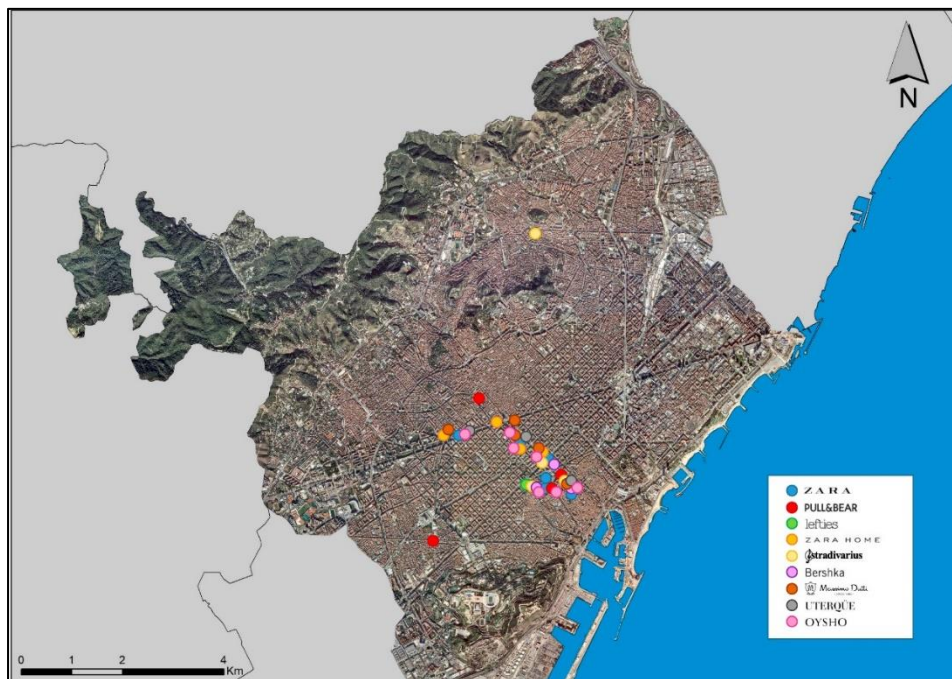 N
ZARA
PULL&BEAR
lefties
ZARA HOME
stradivarius
Bershka
Massimo Dutti
UTERQÜE
OYSHO
0 1 2 4
Km